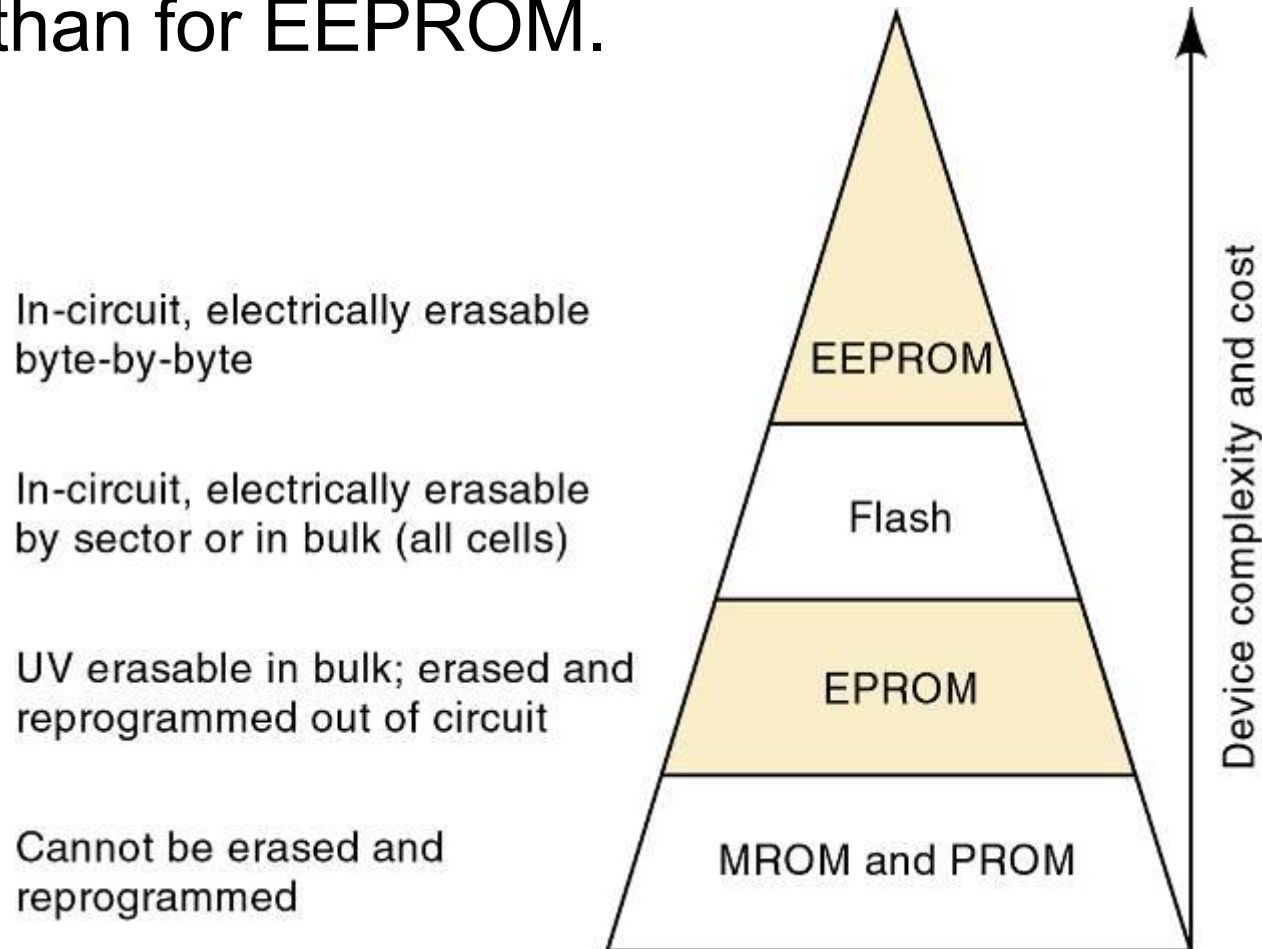 than for EEPROM.
In-circuit, electrically erasable
byte-by-byte
EEPROM
In-circuit, electrically erasable
by sector or in bulk (all cells)
Flash
UV erasable in bulk; erased and
reprogrammed out of circuit
EPROM
Cannot be erased and
reprogrammed
MROM and PROM
Device complexity and cost